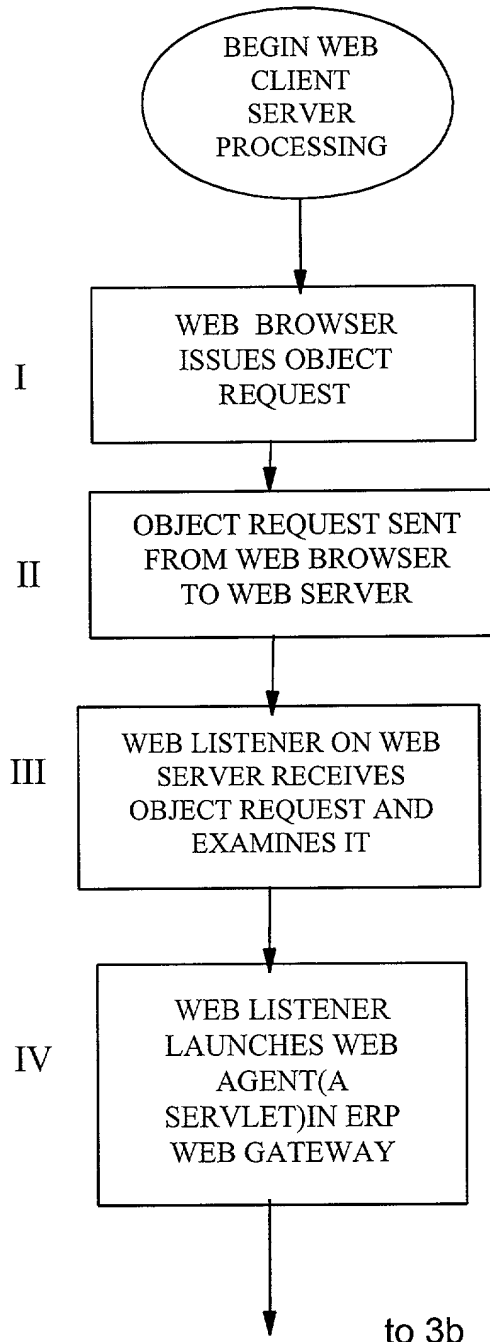 BEGIN WEB
CLIENT
SERVER
PROCESSING
I
WEB BROWSER
ISSUES OBJECT
REQUEST
II
OBJECT REQUEST SENT
FROM WEB BROWSER
TO WEB SERVER
III
WEB LISTENER ON WEB
SERVER RECEIVES
OBJECT REQUEST AND
EXAMINES IT
IV
WEB LISTENER
LAUNCHES WEB
AGENT(A
SERVLET)IN ERP
WEB GATEWAY
to 3b